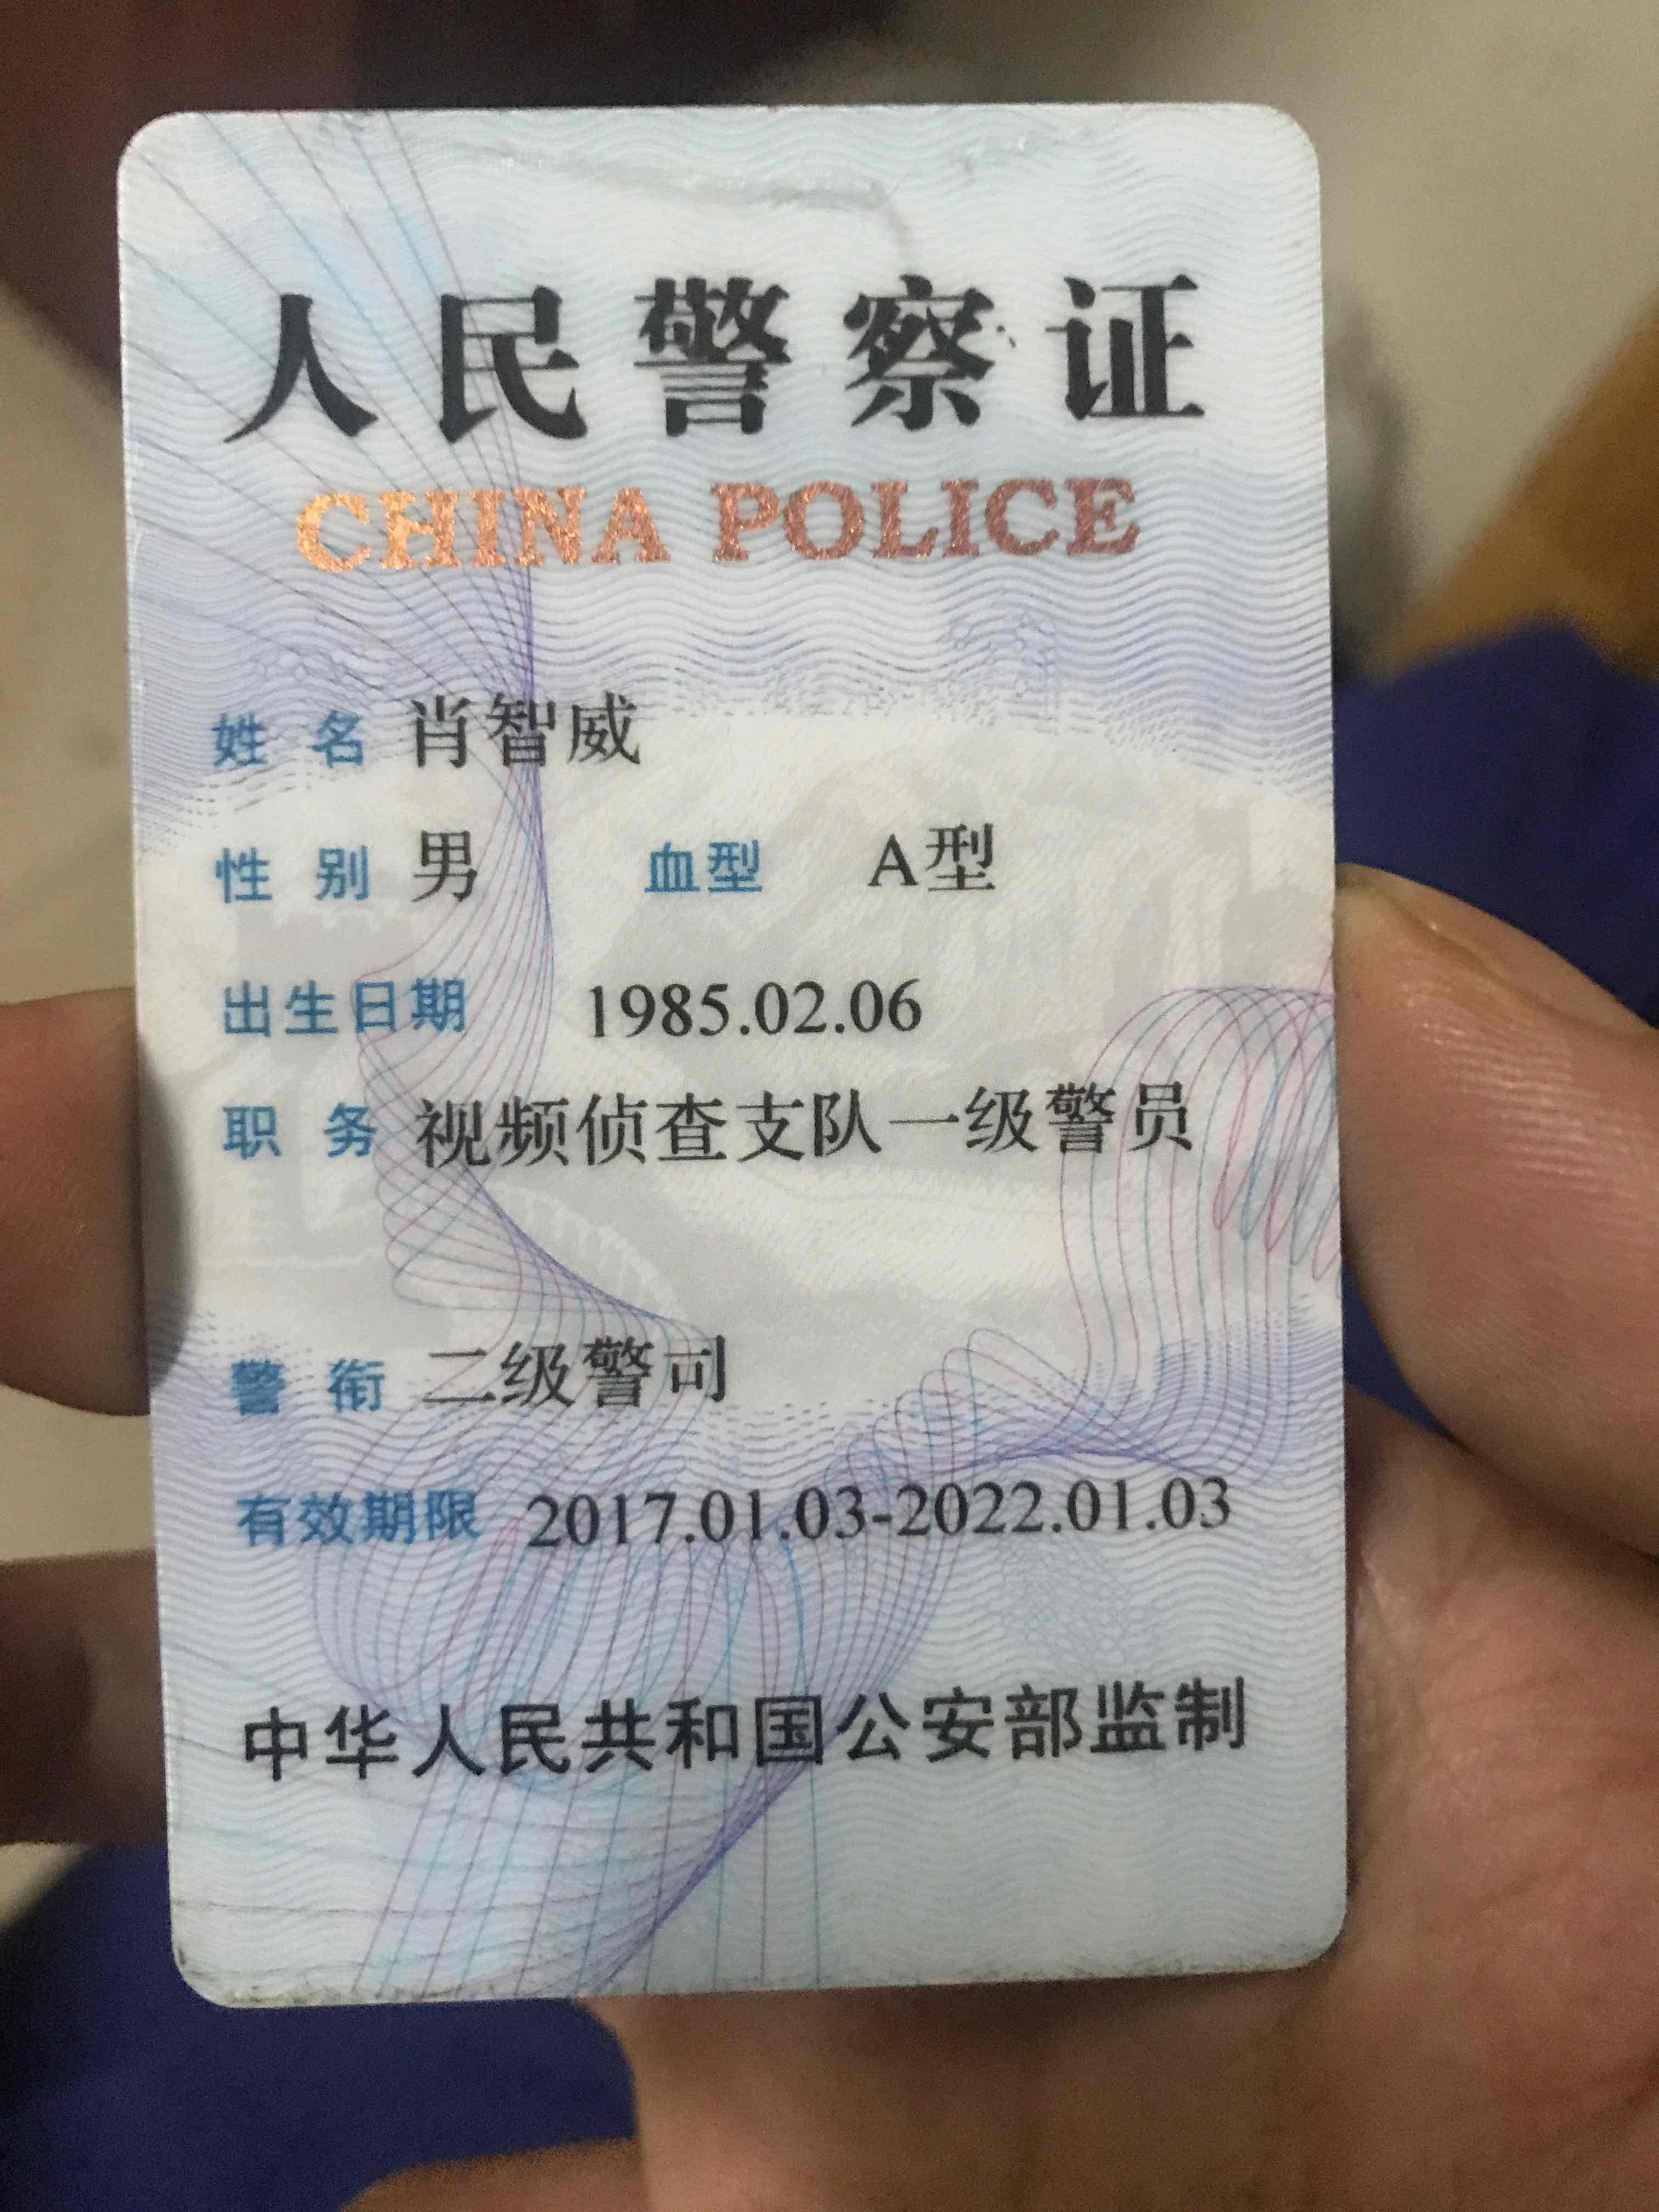 人民警察证
CHINA POLICE
姓 名 肖智威
性 别 男 血型 A型
出生日期 1985.02.06
职 务 视频侦查支队一级警员
警 衔 二级警司
有效期限 2017.01.03-2022.01.03
中华人民共和国公安部监制